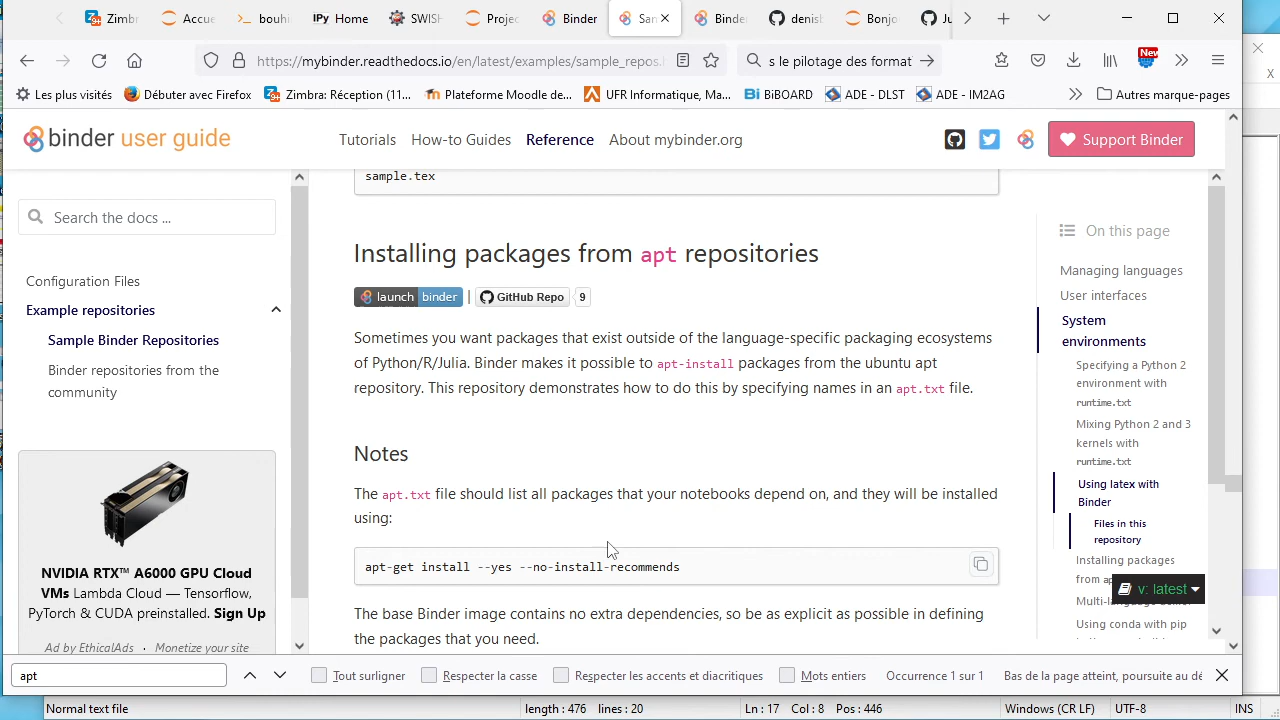 Zimbr
Accue
bouhi
IPy Home
SWISH
Projec
Binder
San
Binde
denisb
Bonjo
Ju
https://mybinder.readthedocs.io/en/latest/examples/sample_repos.h
s le pilotage des format
New
Les plus visités
Débuter avec Firefox
Zimbra: Réception (11...
Plateforme Moodle de...
UFR Informatique, Ma...
BiBOARD
ADE - DLST
ADE - IM2AG
Autres marque-pages
binder user guide
Tutorials
How-to Guides
Reference
About mybinder.org
Support Binder
Search the docs ...
Configuration Files
Example repositories
Sample Binder Repositories
Binder repositories from the
community
NVIDIA RTX™ A6000 GPU Cloud
VMs Lambda Cloud — Tensorflow,
PyTorch & CUDA preinstalled. Sign Up
Ad by EthicalAds · Monetize your site
sample.tex
Installing packages from apt repositories
launch binder | GitHub Repo 9
Sometimes you want packages that exist outside of the language-specific packaging ecosystems
of Python/R/Julia. Binder makes it possible to apt-install packages from the ubuntu apt
repository. This repository demonstrates how to do this by specifying names in an apt.txt file.
Notes
The apt.txt file should list all packages that your notebooks depend on, and they will be installed
using:
apt-get install --yes --no-install-recommends
The base Binder image contains no extra dependencies, so be as explicit as possible in defining
the packages that you need.
On this page
Managing languages
User interfaces
System
environments
Specifying a Python 2
environment with
runtime.txt
Mixing Python 2 and 3
kernels with
runtime.txt
Using latex with
Binder
Files in this
repository
Installing packages
from ap
v: latest
Using conda with pip
apt
Tout surligner
Respecter la casse
Respecter les accents et diacritiques
Mots entiers
Occurrence 1 sur 1
Bas de la page atteint, poursuite au dé
Normal text file
length : 476 lines : 20
Ln : 17 Col : 8 Pos : 446
Windows (CR LF)
UTF-8
INS